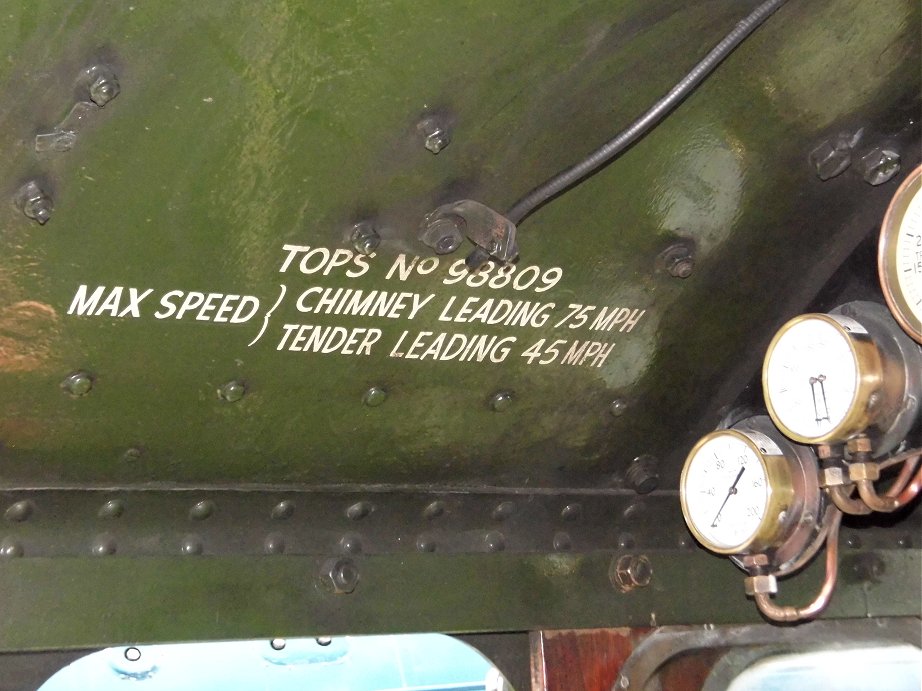 TOPS No 98809
MAX SPEED } CHIMNEY LEADING 75 MPH
TENDER LEADING 45 MPH